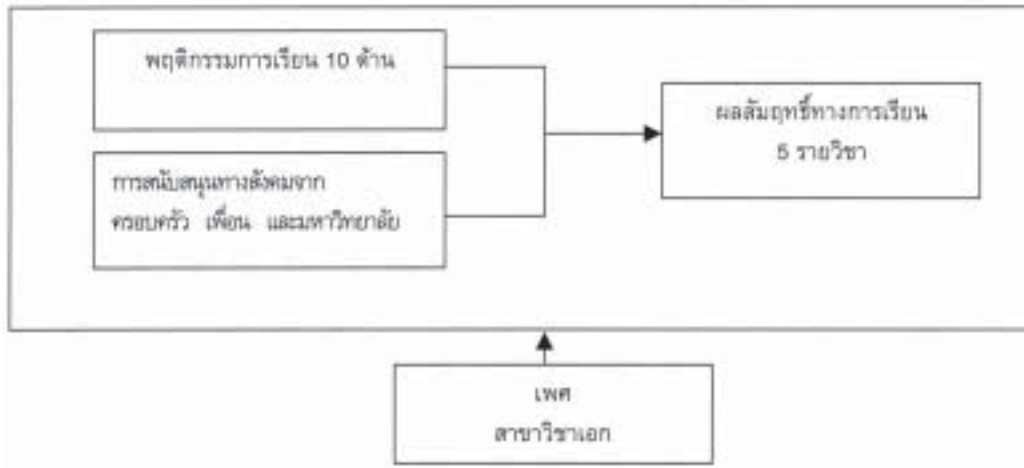 พฤติกรรมการเรียน 10 ด้าน
การสนับสนุนทางสังคมจาก
ครอบครัว เพื่อน และมหาวิทยาลัย
ผลสัมฤทธิ์ทางการเรียน
5 รายวิชา
เพศ
สาขาวิชาเอก